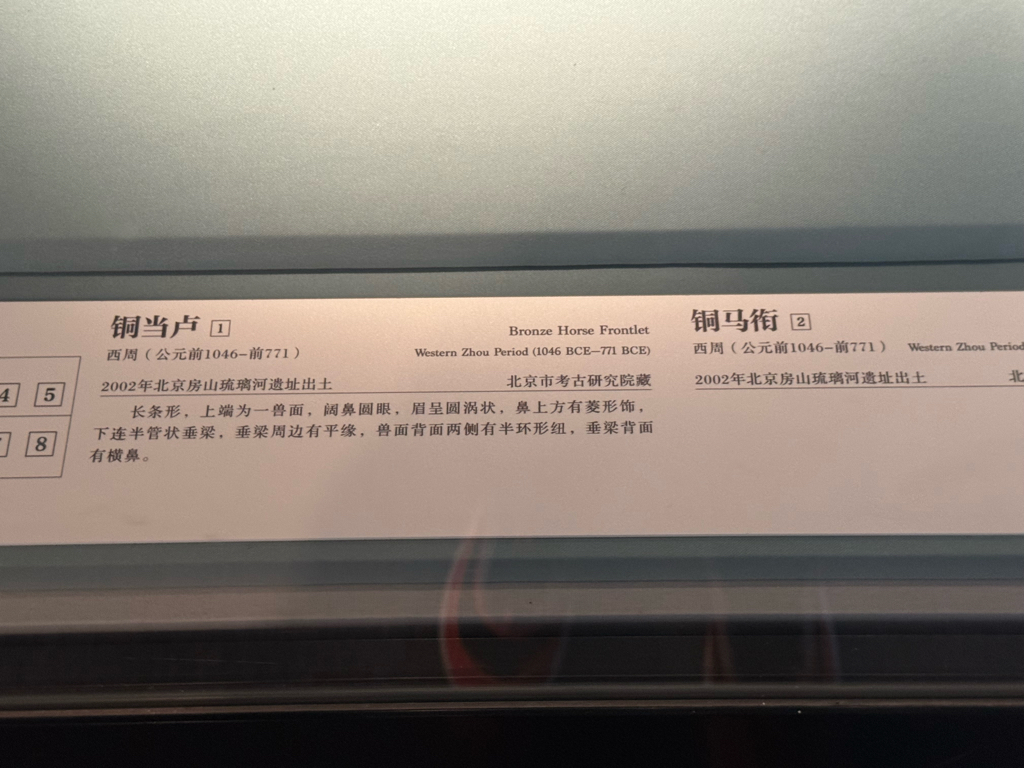 4 5
8
铜当卢 1
Bronze Horse Frontlet
西周（公元前1046-前771）
Western Zhou Period (1046 BCE—771 BCE)
2002年北京房山琉璃河遗址出土
北京市考古研究院藏
长条形，上端为一兽面，阔鼻圆眼，眉呈圆涡状，鼻上方有菱形饰，
下连半管状垂梁，垂梁周边有平缘，兽面背面两侧有半环形纽，垂梁背面
有横鼻。
铜马衔 2
西周（公元前1046-前771）
Western Zhou Period
2002年北京房山琉璃河遗址出土
北